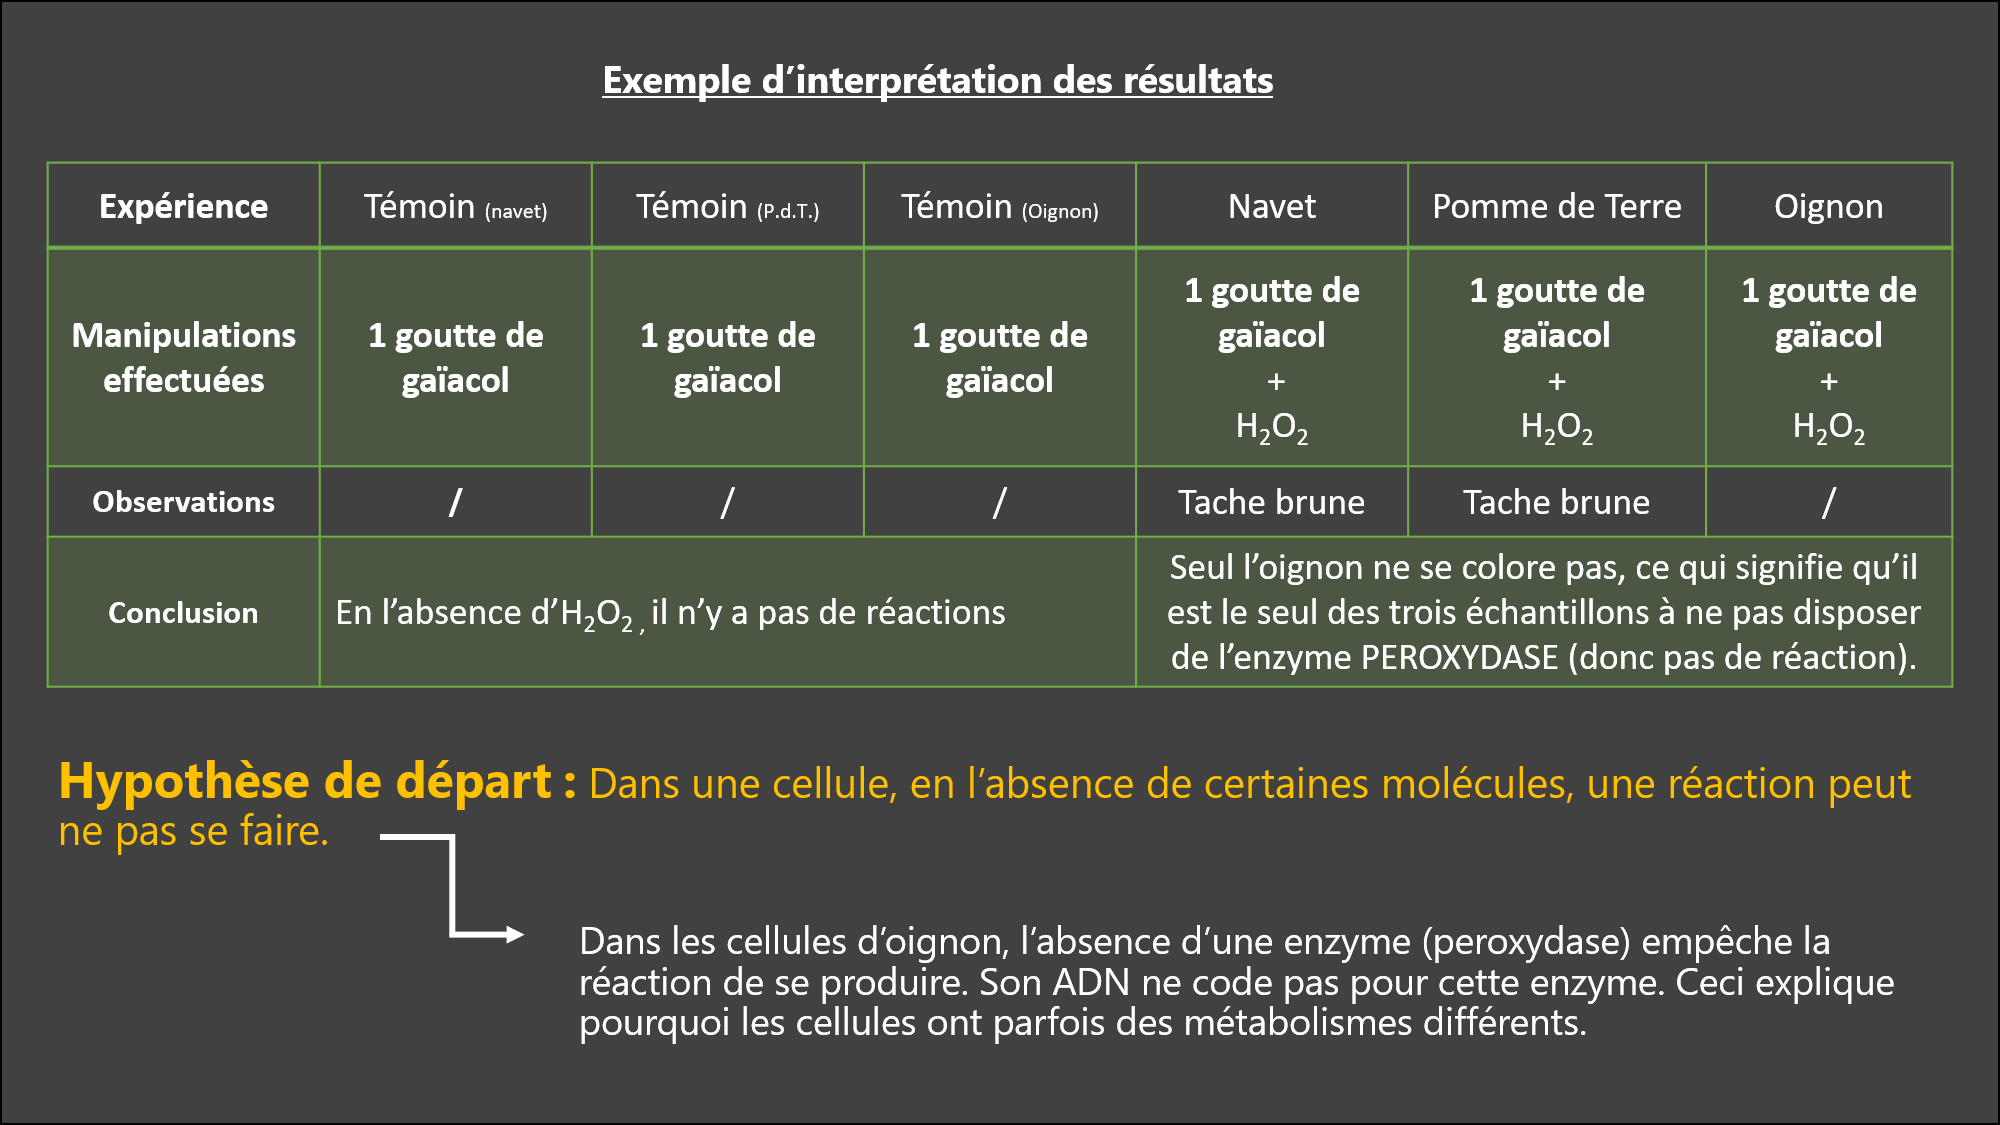 Exemple d’interprétation des résultats
Expérience
Témoin (navet)
Témoin (P.d.T.)
Témoin (Oignon)
Navet
Pomme de Terre
Oignon
Manipulations
effectuées
1 goutte de
gaïacol
1 goutte de
gaïacol
1 goutte de
gaïacol
1 goutte de
gaïacol
+
H₂O₂
1 goutte de
gaïacol
+
H₂O₂
1 goutte de
gaïacol
+
H₂O₂
Observations
/
/
/
Tache brune
Tache brune
/
Conclusion
En l’absence d’H₂O₂ , il n’y a pas de réactions
Seul l’oignon ne se colore pas, ce qui signifie qu’il
est le seul des trois échantillons à ne pas disposer
de l’enzyme PEROXYDASE (donc pas de réaction).
Hypothèse de départ : Dans une cellule, en l’absence de certaines molécules, une réaction peut
ne pas se faire.
Dans les cellules d’oignon, l’absence d’une enzyme (peroxydase) empêche la
réaction de se produire. Son ADN ne code pas pour cette enzyme. Ceci explique
pourquoi les cellules ont parfois des métabolismes différents.